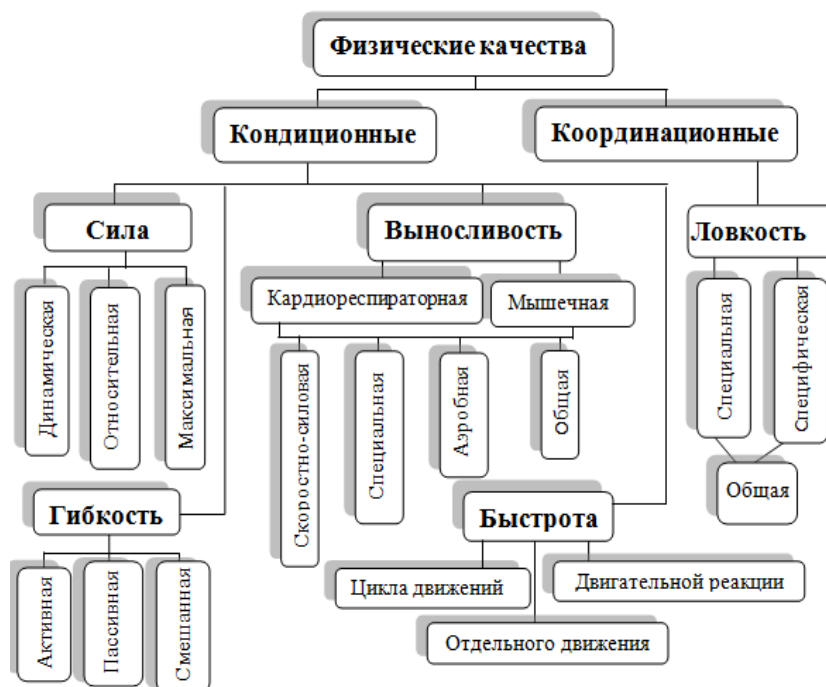 Физические качества
Кондиционные
Координационные
Сила
Выносливость
Ловкость
Кардиореспираторная
Мышечная
Динамическая
Относительная
Максимальная
Скоростно-силовая
Специальная
Аэробная
Общая
Специальная
Специфическая
Общая
Гибкость
Быстрота
Активная
Пассивная
Смешанная
Цикла движений
Двигательной реакции
Отдельного движения